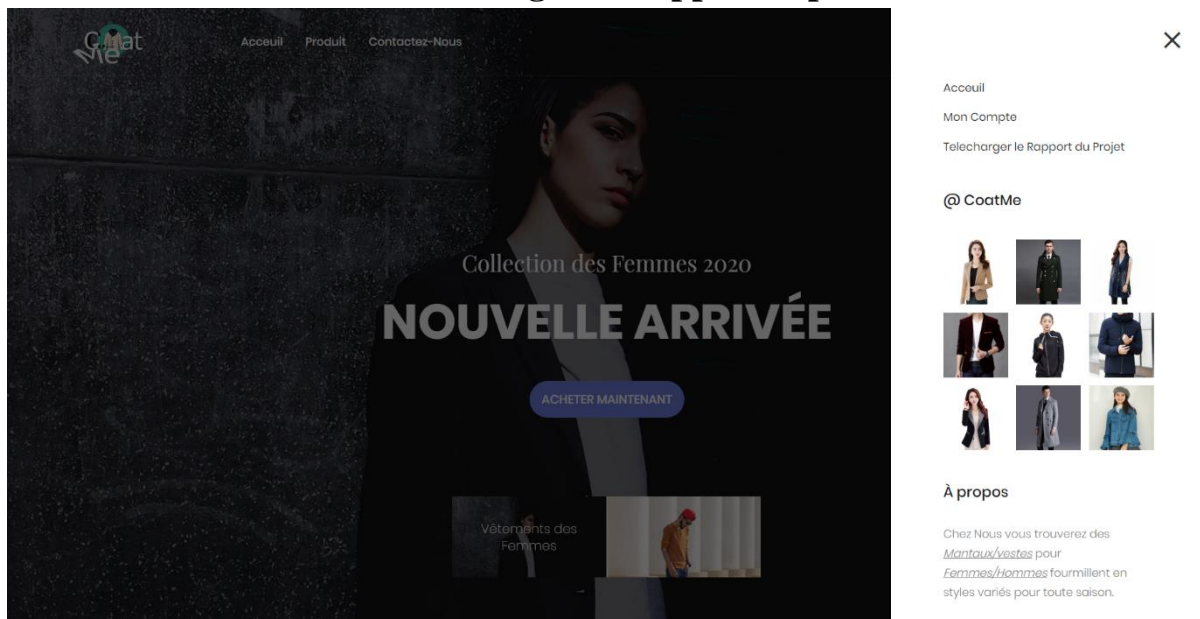 Coat
Me
Acceuil Produit Contactez-Nous
Collection des Femmes 2020
NOUVELLE ARRIVÉE
ACHETER MAINTENANT
Vêtements des
Femmes
Acceuil
Mon Compte
Telecharger le Rapport du Projet
@ CoatMe
À propos
Chez Nous vous trouverez des
Mantaux/vestes pour
Femmes/Hommes fourmillent en
styles variés pour toute saison.